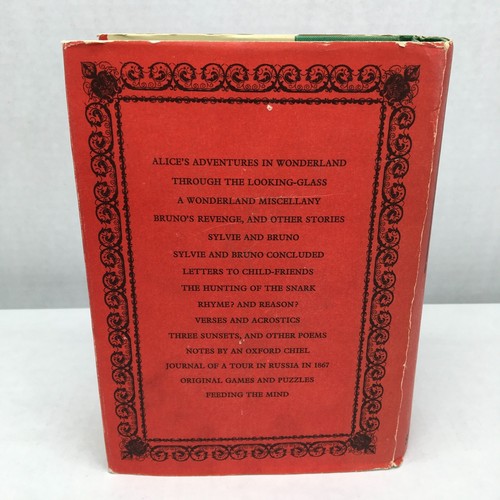 ALICE'S ADVENTURES IN WONDERLAND
THROUGH THE LOOKING-GLASS
A WONDERLAND MISCELLANY
BRUNO'S REVENGE, AND OTHER STORIES
SYLVIE AND BRUNO
SYLVIE AND BRUNO CONCLUDED
LETTERS TO CHILD-FRIENDS
THE HUNTING OF THE SNARK
RHYME? AND REASON?
VERSES AND ACROSTICS
THREE SUNSETS, AND OTHER POEMS
NOTES BY AN OXFORD CHIEL
JOURNAL OF A TOUR IN RUSSIA IN 1867
ORIGINAL GAMES AND PUZZLES
FEEDING THE MIND